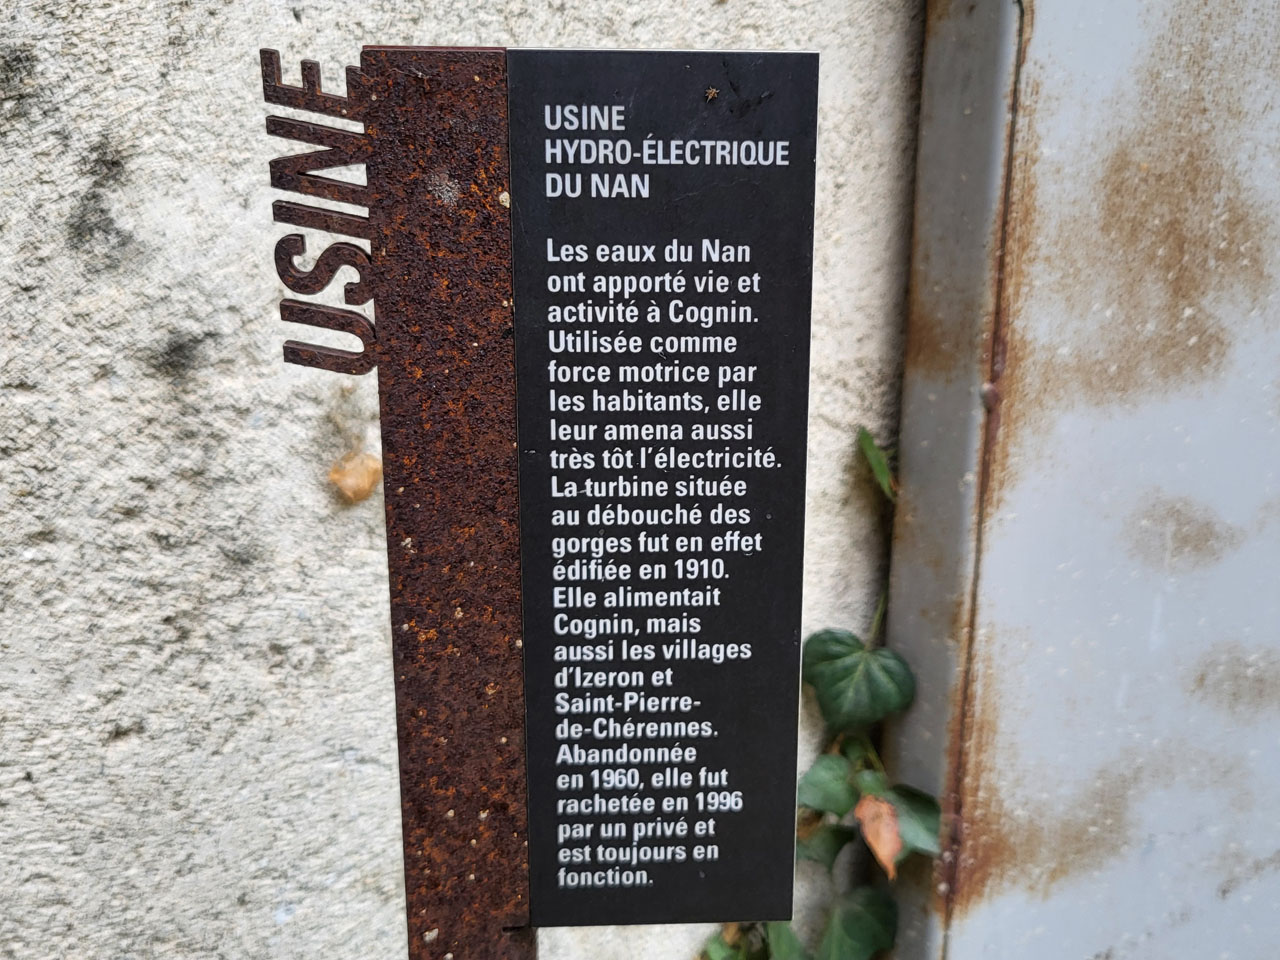 USINE
USINE
HYDRO-ÉLECTRIQUE
DU NAN
Les eaux du Nan
ont apporté vie et
activité à Cognin.
Utilisée comme
force motrice par
les habitants, elle
leur amena aussi
très tôt l'électricité.
La turbine située
au débouché des
gorges fut en effet
édifiée en 1910.
Elle alimentait
Cognin, mais
aussi les villages
d'Izeron et
Saint-Pierre-
de-Chérennes.
Abandonnée
en 1960, elle fut
rachetée en 1996
par un privé et
est toujours en
fonction.